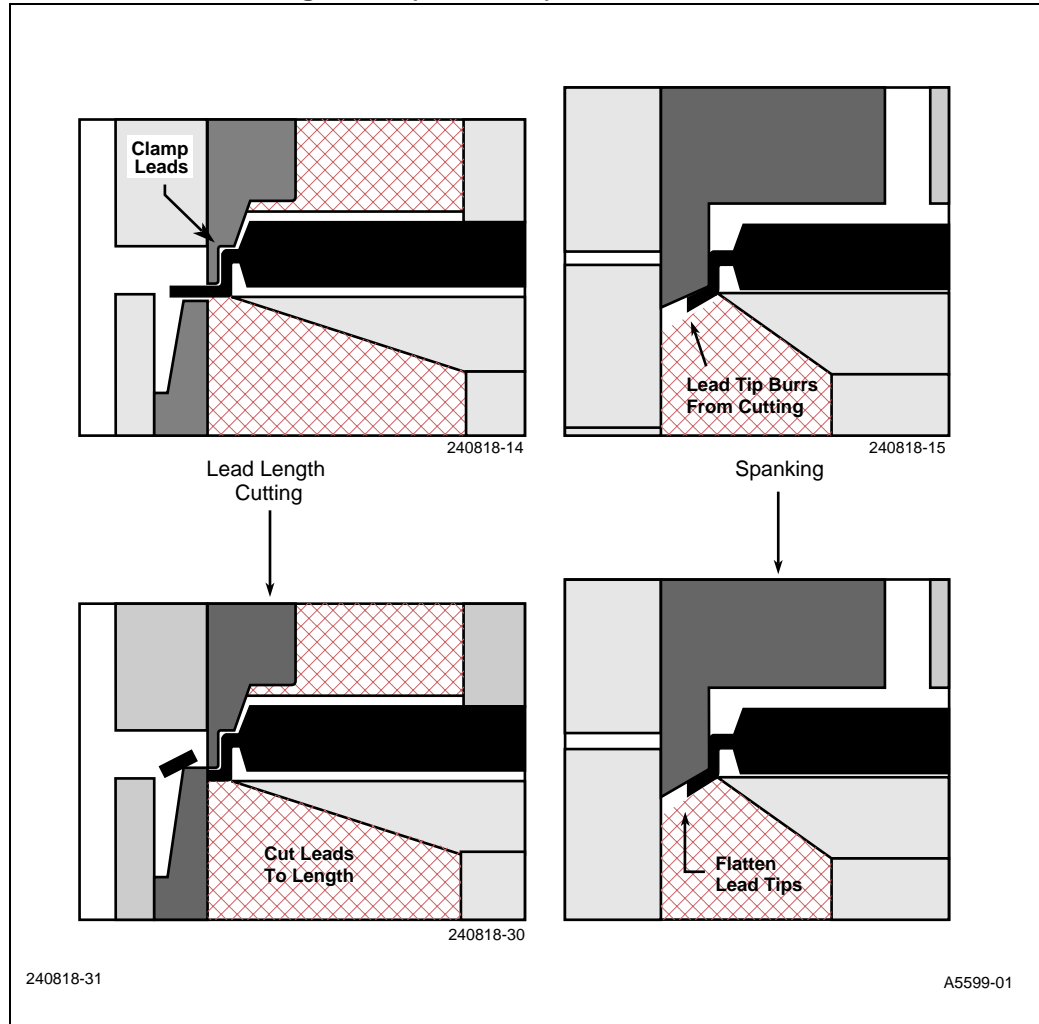 Clamp
Leads
240818-14
Lead Length
Cutting
Lead Tip Burrs
From Cutting
240818-15
Spanking
Cut Leads
To Length
240818-30
Flatten
Lead Tips
240818-31
A5599-01